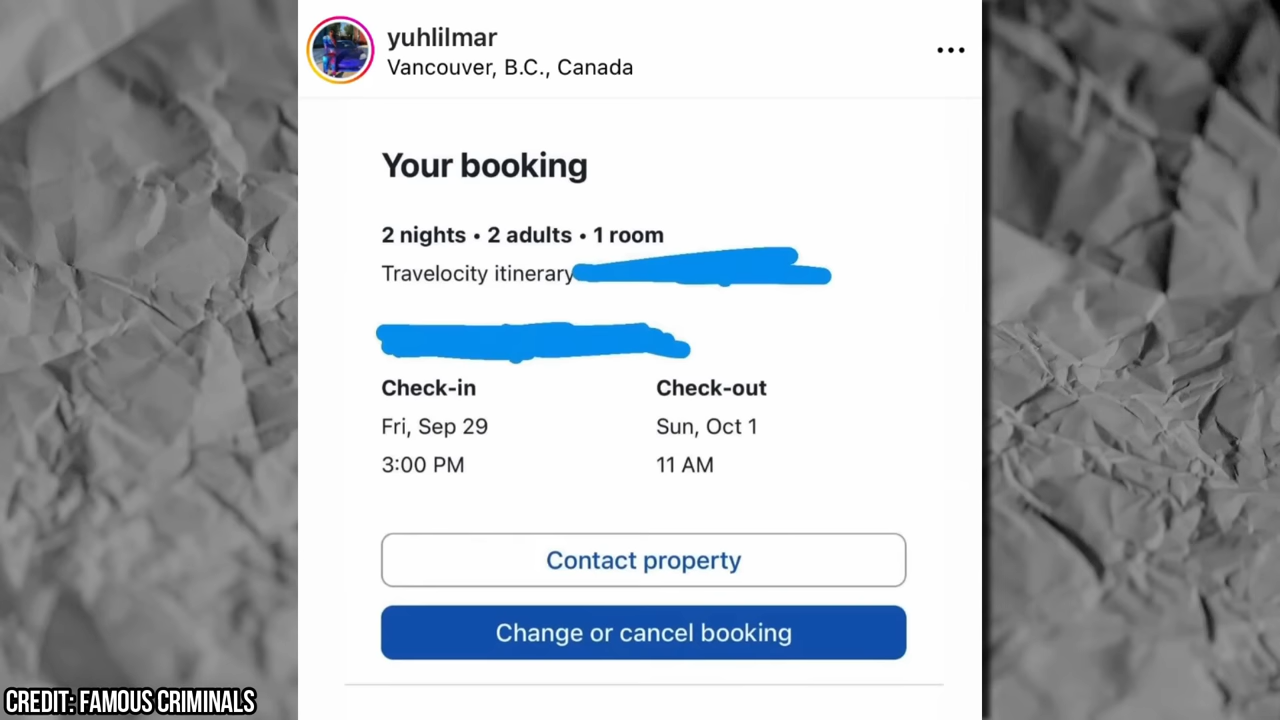 yuhlilmar
Vancouver, B.C., Canada
Your booking
2 nights • 2 adults • 1 room
Travelocity itinerary
Check-in
Check-out
Fri, Sep 29
Sun, Oct 1
3:00 PM
11 AM
Contact property
Change or cancel booking
CREDIT: FAMOUS CRIMINALS